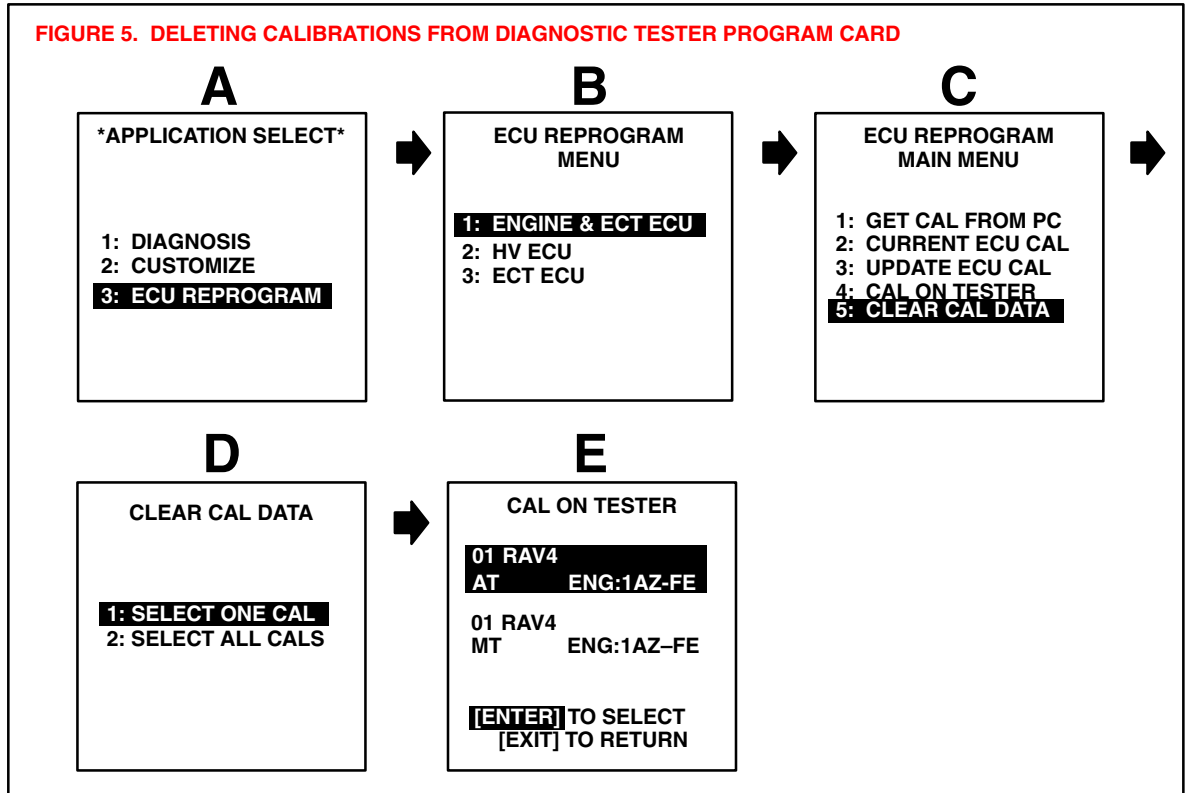 FIGURE 5. DELETING CALIBRATIONS FROM DIAGNOSTIC TESTER PROGRAM CARD
A
*APPLICATION SELECT*
1: DIAGNOSIS
2: CUSTOMIZE
3: ECU REPROGRAM
B
ECU REPROGRAM
MENU
1: ENGINE & ECT ECU
2: HV ECU
3: ECT ECU
C
ECU REPROGRAM
MAIN MENU
1: GET CAL FROM PC
2: CURRENT ECU CAL
3: UPDATE ECU CAL
4: CAL ON TESTER
5: CLEAR CAL DATA
D
CLEAR CAL DATA
1: SELECT ONE CAL
2: SELECT ALL CALS
E
CAL ON TESTER
01 RAV4
AT ENG:1AZ-FE
01 RAV4
MT ENG:1AZ–FE
[ENTER] TO SELECT
[EXIT] TO RETURN